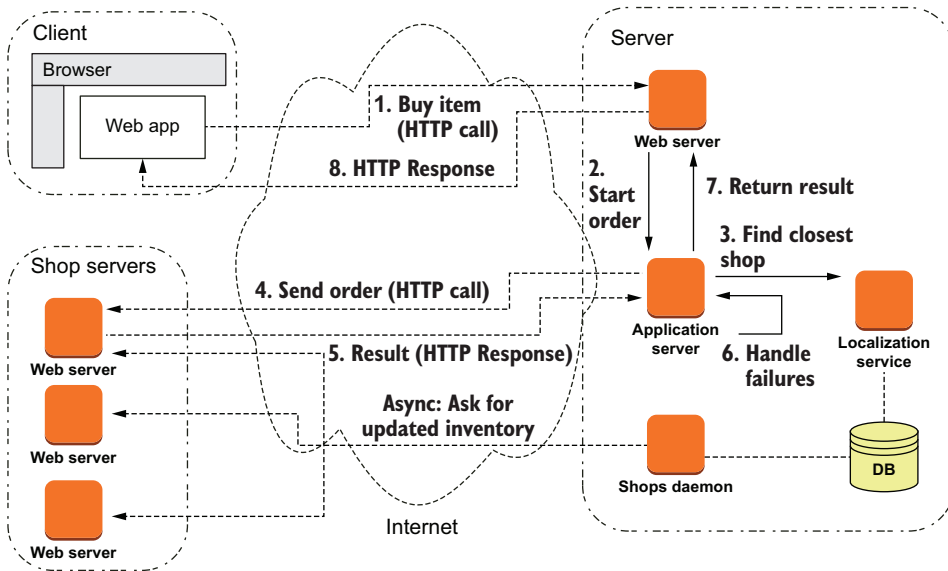 Client
Browser
Web app
1. Buy item
(HTTP call)
8. HTTP Response
Server
Web server
2.
Start
order
7. Return result
3. Find closest
shop
Shop servers
4. Send order (HTTP call)
Web server
5. Result (HTTP Response)
Application
server
6. Handle
failures
Localization
service
Async: Ask for
updated inventory
Web server
Shops daemon
DB
Web server
Internet